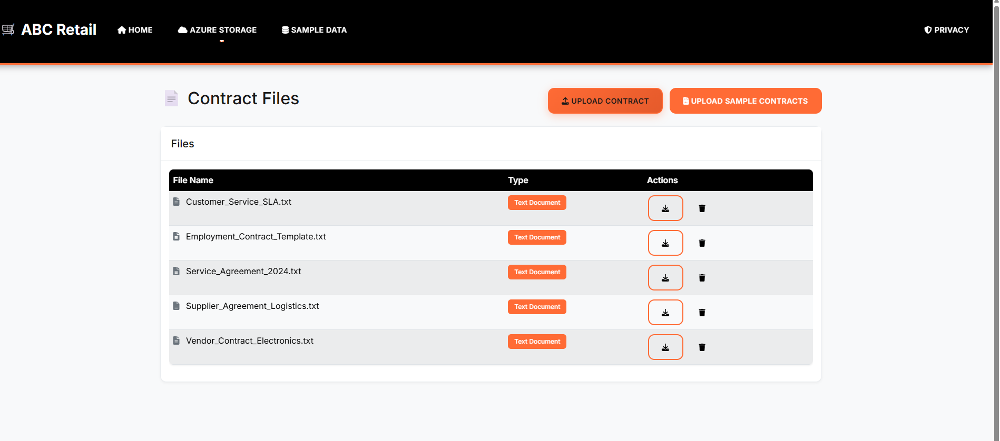 ABC Retail
HOME
AZURE STORAGE
SAMPLE DATA
PRIVACY
Contract Files
UPLOAD CONTRACT
UPLOAD SAMPLE CONTRACTS
Files
File Name Type Actions
Customer_Service_SLA.txt Text Document
Employment_Contract_Template.txt Text Document
Service_Agreement_2024.txt Text Document
Supplier_Agreement_Logistics.txt Text Document
Vendor_Contract_Electronics.txt Text Document